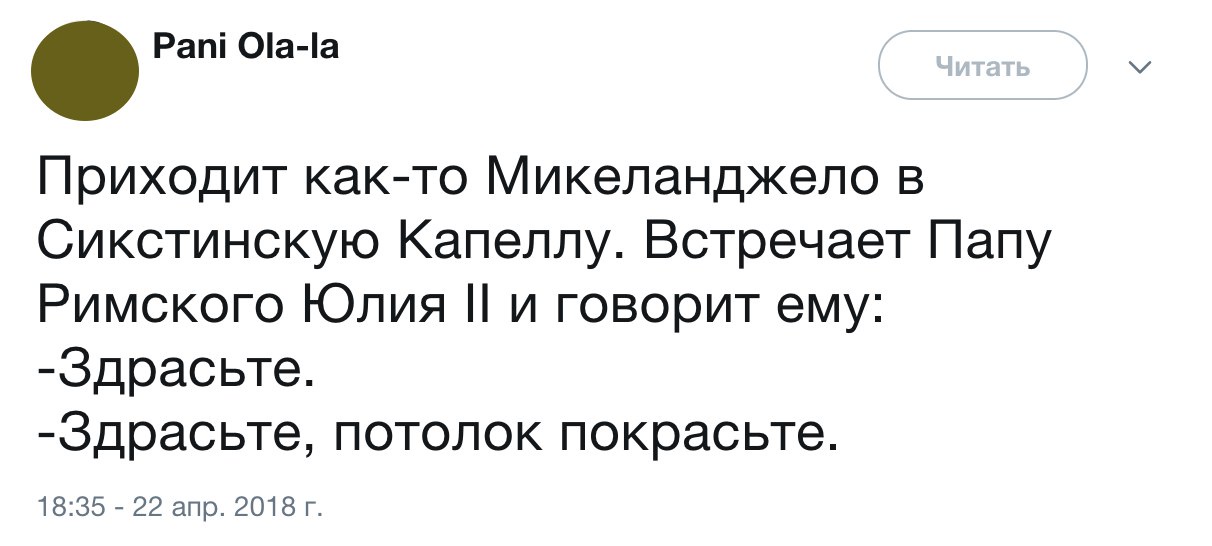 Pani Ola-la
Читать
Приходит как-то Микеланджело в
Сикстинскую Капеллу. Встречает Папу
Римского Юлия II и говорит ему:
-Здрасьте.
-Здрасьте, потолок покрасьте.
18:35 - 22 апр. 2018 г.